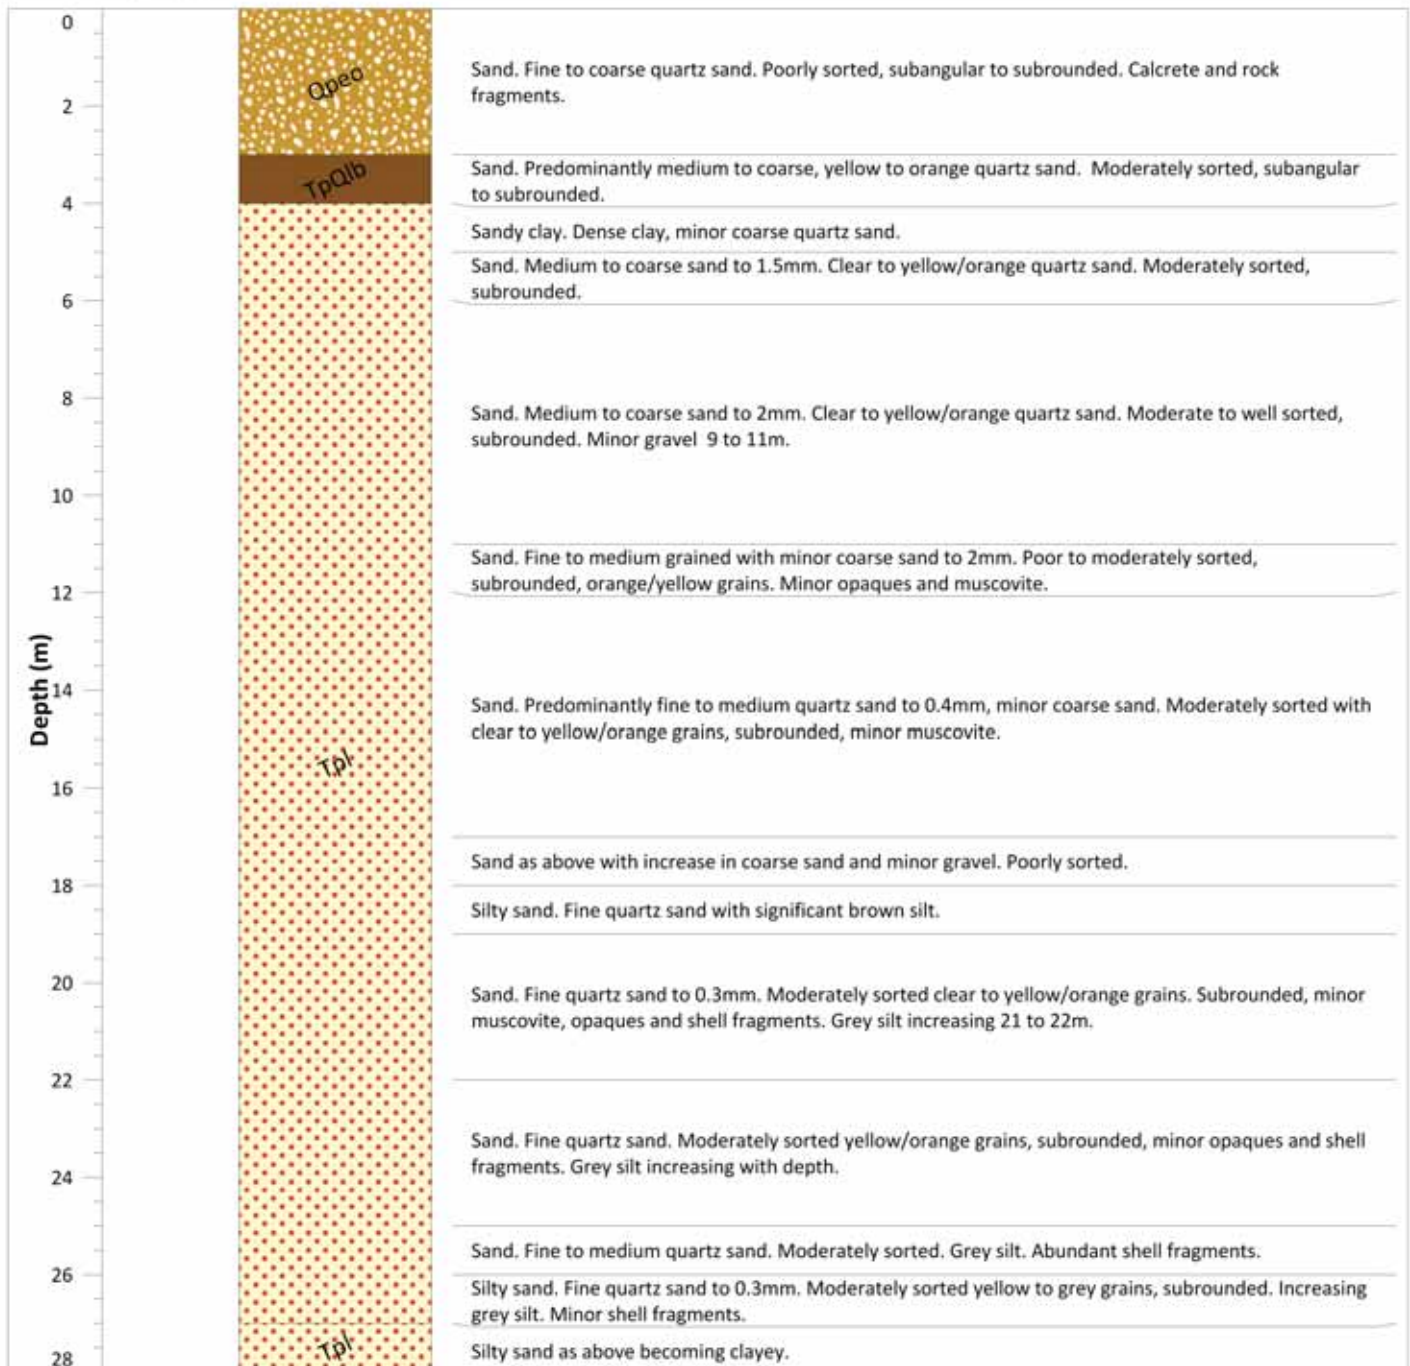 0
Qpeo
Sand. Fine to coarse quartz sand. Poorly sorted, subangular to subrounded. Calcrete and rock
fragments.
2
TpQlb
Sand. Predominantly medium to coarse, yellow to orange quartz sand. Moderately sorted, subangular
to subrounded.
4
Sandy clay. Dense clay, minor coarse quartz sand.
Sand. Medium to coarse sand to 1.5mm. Clear to yellow/orange quartz sand. Moderately sorted,
subrounded.
6
8
Sand. Medium to coarse sand to 2mm. Clear to yellow/orange quartz sand. Moderate to well sorted,
subrounded. Minor gravel 9 to 11m.
10
Sand. Fine to medium grained with minor coarse sand to 2mm. Poor to moderately sorted,
subrounded, orange/yellow grains. Minor opaques and muscovite.
12
Depth (m)
14
Sand. Predominantly fine to medium quartz sand to 0.4mm, minor coarse sand. Moderately sorted with
clear to yellow/orange grains, subrounded, minor muscovite.
Tpl
16
Sand as above with increase in coarse sand and minor gravel. Poorly sorted.
18
Silty sand. Fine quartz sand with significant brown silt.
20
Sand. Fine quartz sand to 0.3mm. Moderately sorted clear to yellow/orange grains. Subrounded, minor
muscovite, opaques and shell fragments. Grey silt increasing 21 to 22m.
22
Sand. Fine quartz sand. Moderately sorted yellow/orange grains, subrounded, minor opaques and shell
fragments. Grey silt increasing with depth.
24
Sand. Fine to medium quartz sand. Moderately sorted. Grey silt. Abundant shell fragments.
26
Silty sand. Fine quartz sand to 0.3mm. Moderately sorted yellow to grey grains, subrounded. Increasing
grey silt. Minor shell fragments.
Tpl
Silty sand as above becoming clayey.
28